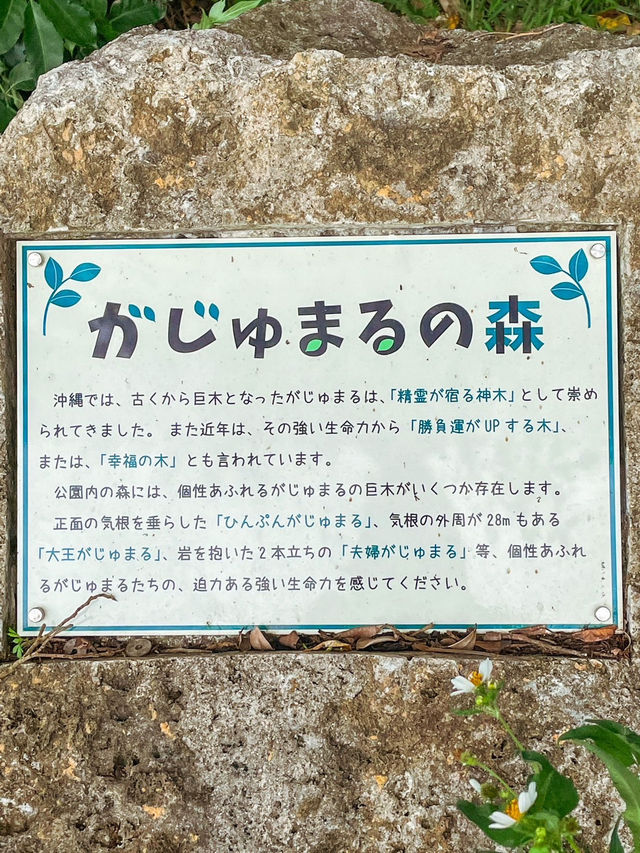 がじゅまるの森
沖縄では、古くから巨木となったがじゅまるは、「精霊が宿る神木」として崇め
られてきました。また近年は、その強い生命力から「勝負運がUPする木」、
または、「幸福の木」とも言われています。
公園内の森には、個性あふれるがじゅまるの巨木がいくつか存在します。
正面の気根を垂らした「ひんぷんがじゅまる」、気根の外周が28mもある
「大王がじゅまる」、岩を抱いた2本立ちの「夫婦がじゅまる」等、個性あふれ
るがじゅまるたちの、迫力ある強い生命力を感じてください。